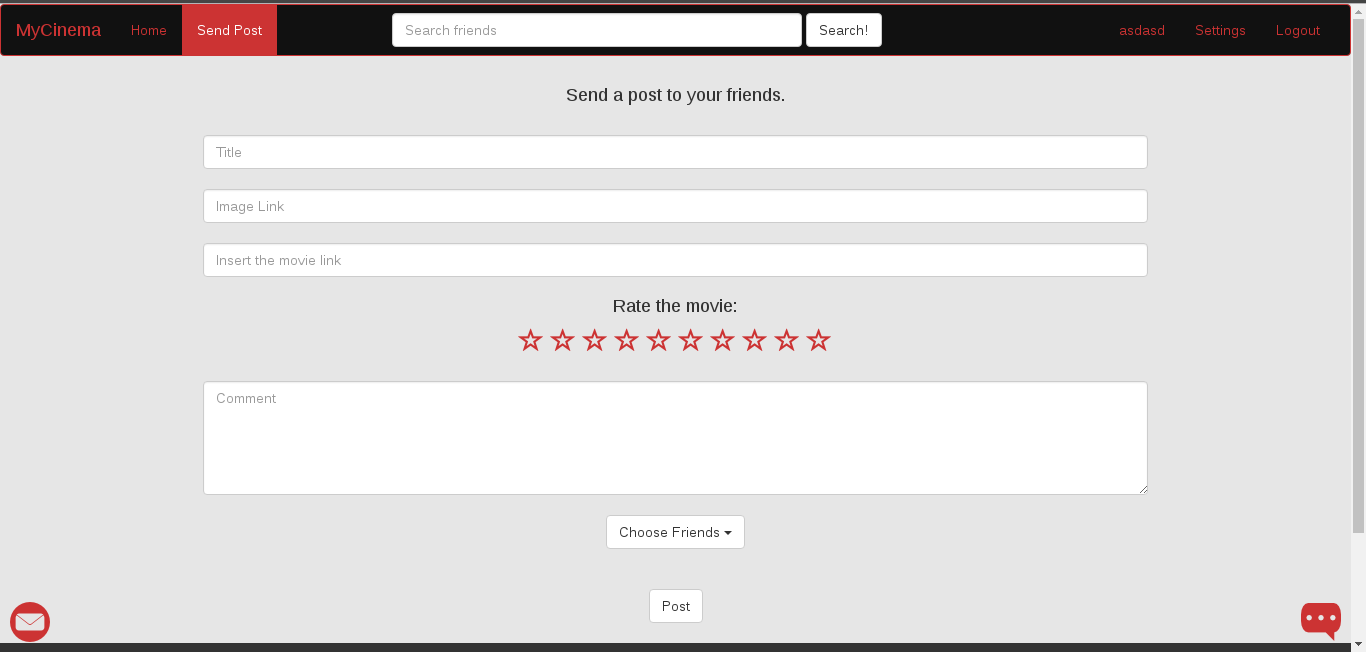 MyCinema Home Send Post Search friends Search! asdasd Settings Logout
Send a post to your friends.
Title
Image Link
Insert the movie link
Rate the movie:
Comment
Choose Friends
Post